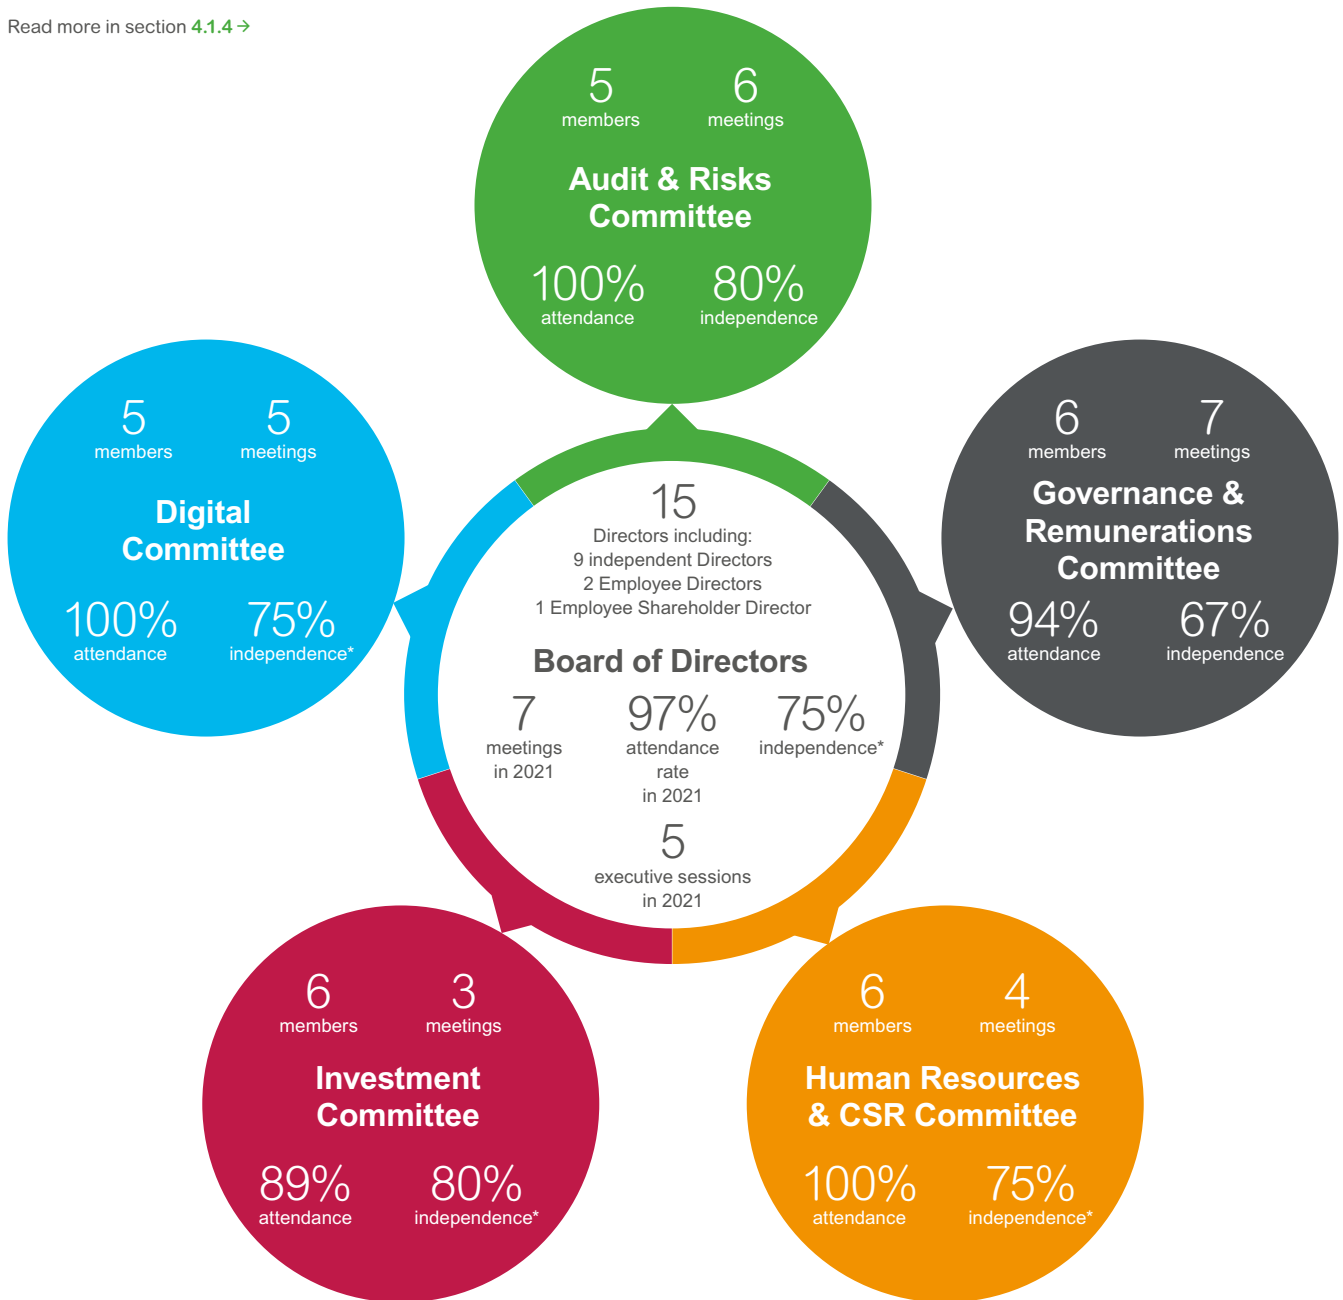 Read more in section 4.1.4 →
5 6
members meetings
Audit & Risks
Committee
100% 80%
attendance independence
5 5
members meetings
Digital
Committee
100% 75%
attendance independence*
6 7
members meetings
Governance &
Remunerations
Committee
94% 67%
attendance independence
15
Directors including:
9 independent Directors
2 Employee Directors
1 Employee Shareholder Director
Board of Directors
7 97% 75%
meetings attendance independence*
in 2021 rate
in 2021
5
executive sessions
in 2021
6 3
members meetings
Investment
Committee
89% 80%
attendance independence*
6 4
members meetings
Human Resources
& CSR Committee
100% 75%
attendance independence*